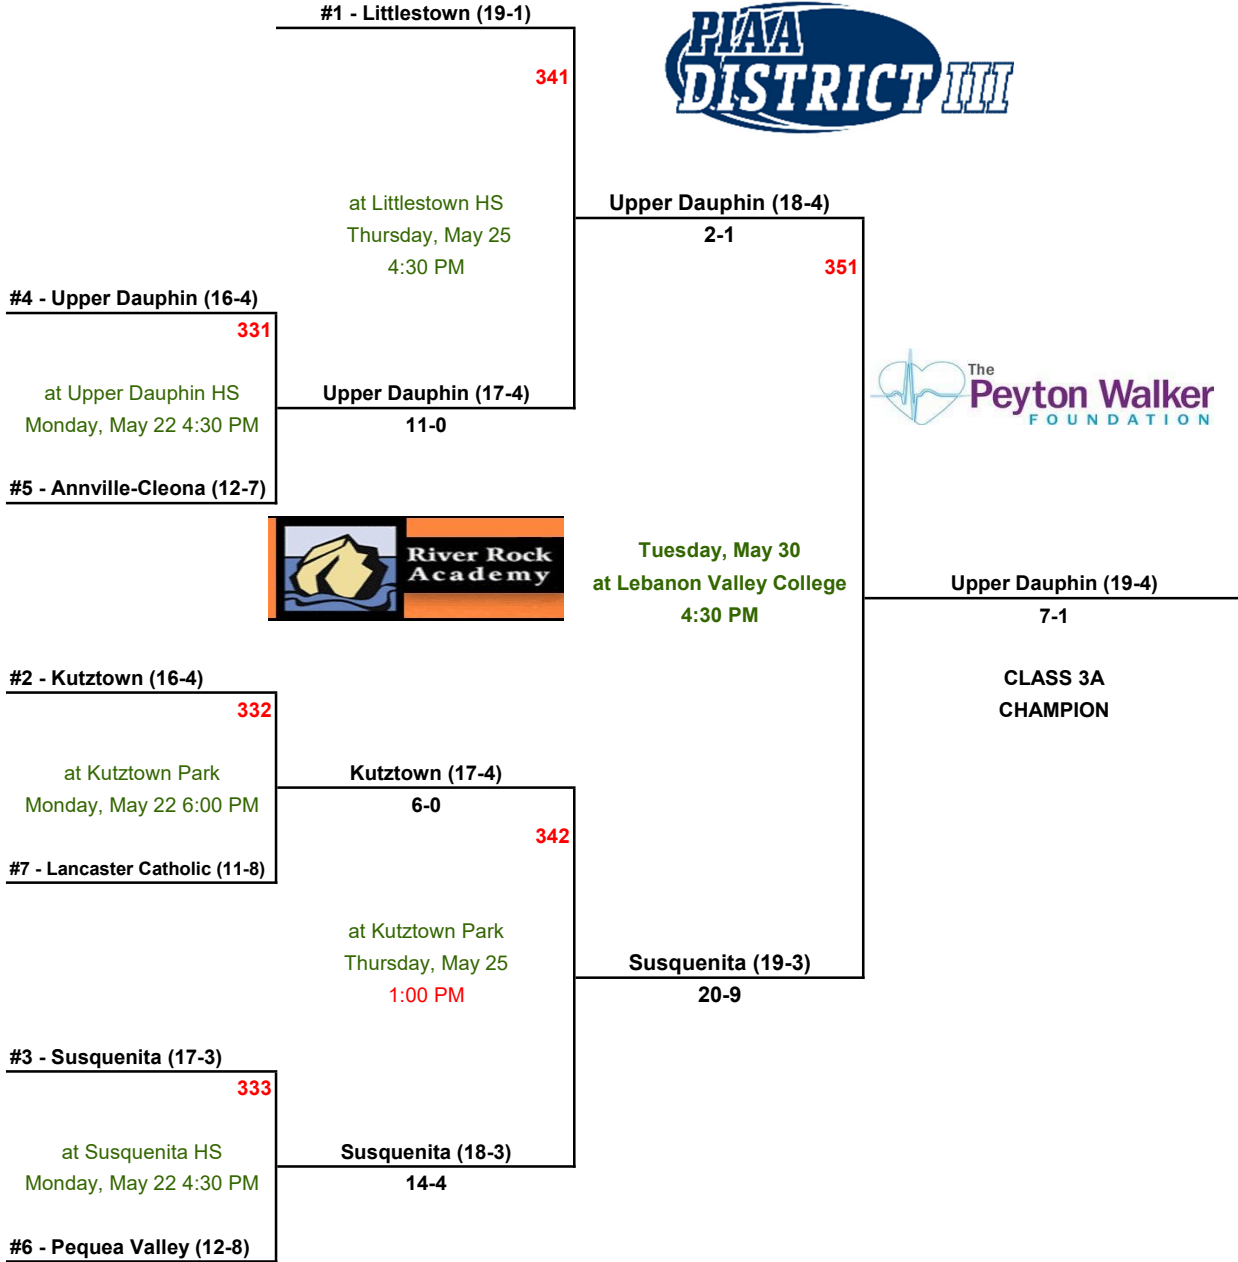 #1 - Littlestown (19-1)
PIAA
DISTRICT III
341
at Littlestown HS
Thursday, May 25
4:30 PM
Upper Dauphin (18-4)
2-1
351
#4 - Upper Dauphin (16-4)
331
at Upper Dauphin HS
Monday, May 22 4:30 PM
Upper Dauphin (17-4)
11-0
The
Peyton Walker
FOUNDATION
#5 - Annville-Cleona (12-7)
River Rock
Academy
Tuesday, May 30
at Lebanon Valley College
4:30 PM
Upper Dauphin (19-4)
7-1
CLASS 3A
CHAMPION
#2 - Kutztown (16-4)
332
at Kutztown Park
Monday, May 22 6:00 PM
Kutztown (17-4)
6-0
342
#7 - Lancaster Catholic (11-8)
at Kutztown Park
Thursday, May 25
1:00 PM
Susquenita (19-3)
20-9
#3 - Susquenita (17-3)
333
at Susquenita HS
Monday, May 22 4:30 PM
Susquenita (18-3)
14-4
#6 - Pequea Valley (12-8)